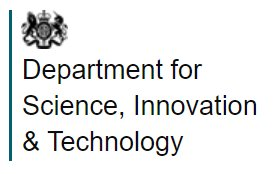 Department for
Science, Innovation
& Technology